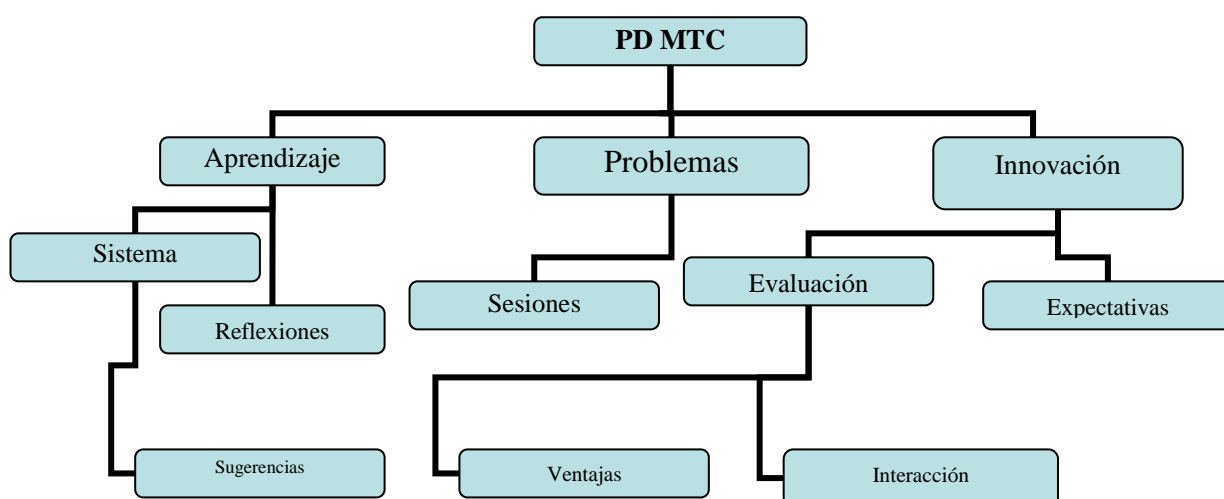 PD MTC
Aprendizaje
Problemas
Innovación
Sistema
Evaluación
Sesiones
Expectativas
Reflexiones
Sugerencias
Ventajas
Interacción